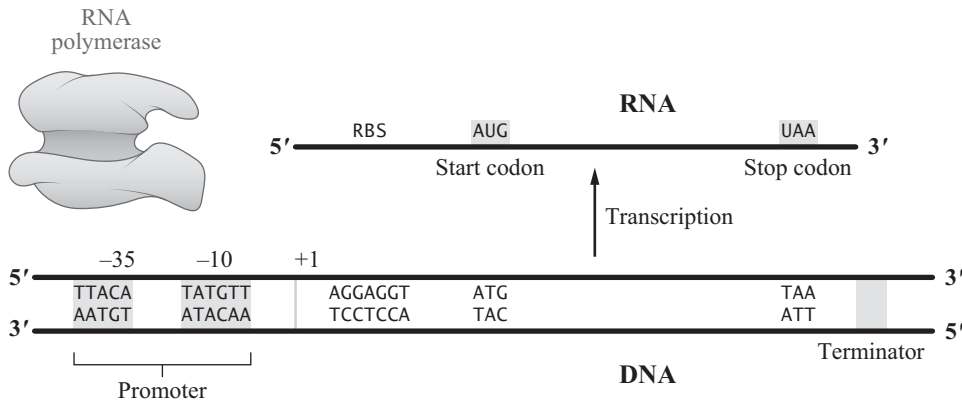 RNA
polymerase
RNA
RBS AUG UAA
5′ 3′
Start codon Stop codon
Transcription
–35 –10 +1
5′ 3′
TTACA TATGTT AGGAGGT ATG TAA
AATGT ATACAA TCCTCCA TAC ATT
3′ 5′
Terminator
Promoter DNA